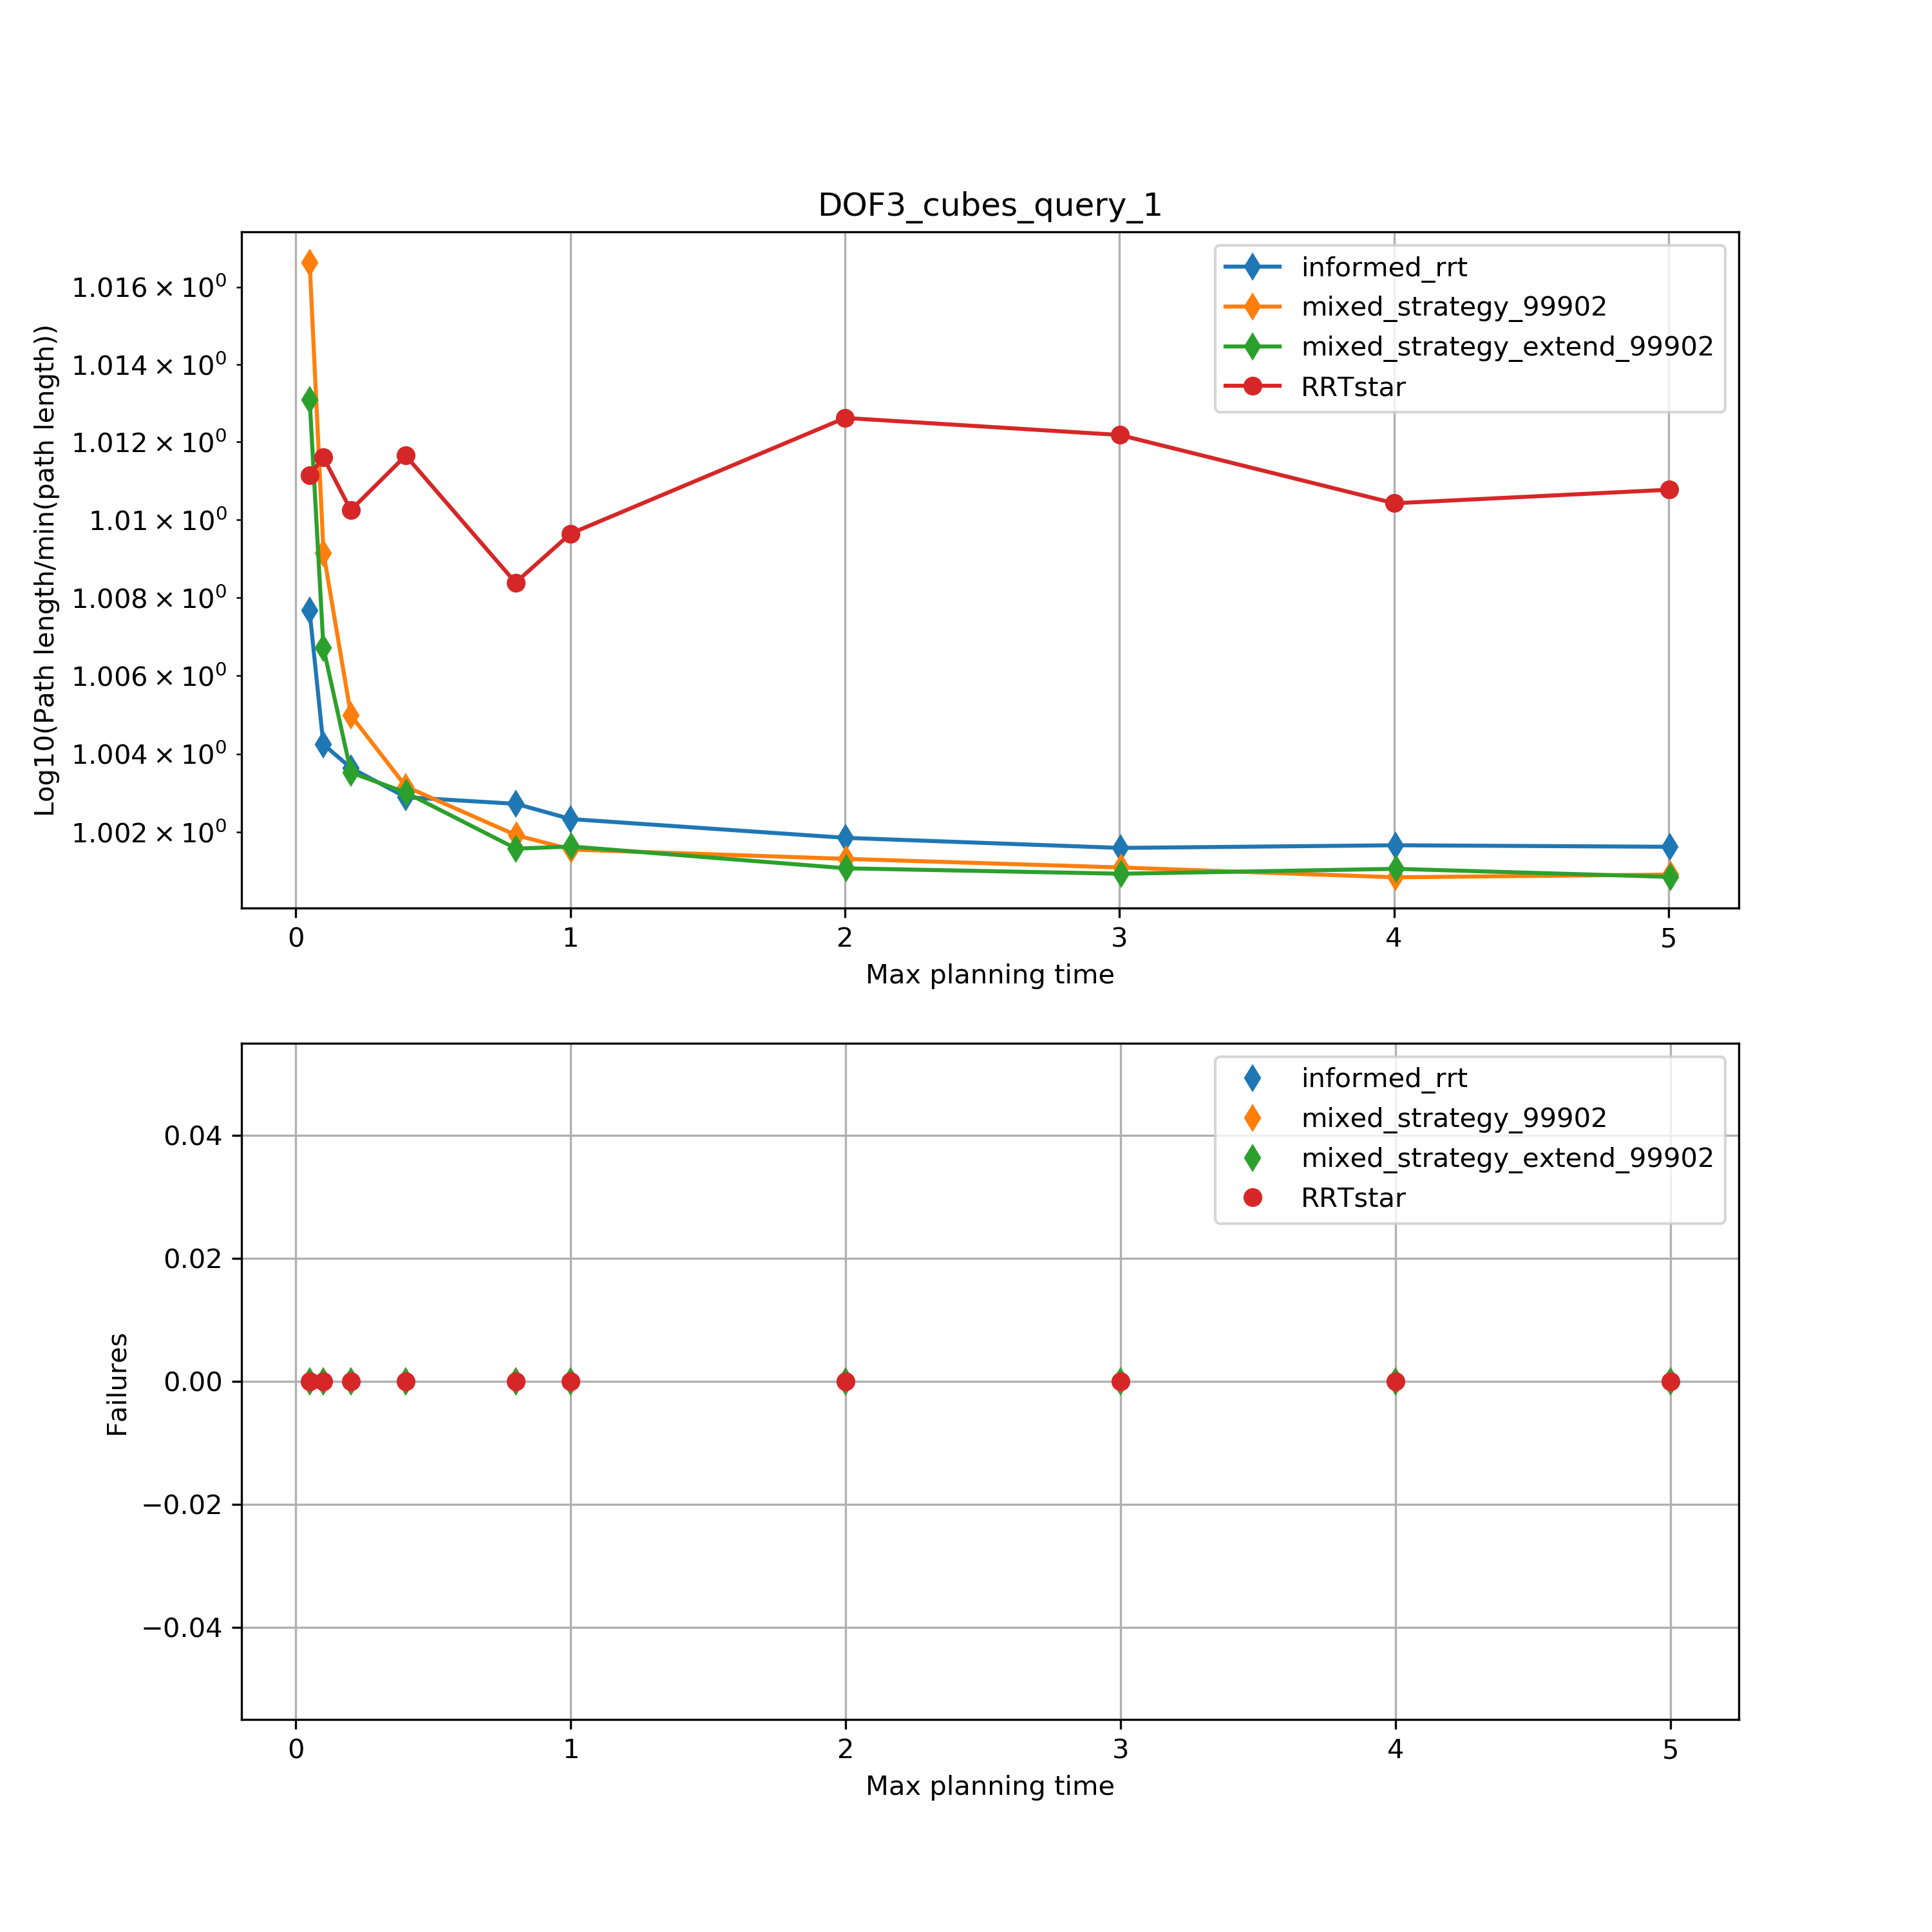 DOF3_cubes_query_1
Log10(Path length/min(path length))
1.016 × 10⁰
1.014 × 10⁰
1.012 × 10⁰
1.01 × 10⁰
1.008 × 10⁰
1.006 × 10⁰
1.004 × 10⁰
1.002 × 10⁰
informed_rrt
mixed_strategy_99902
mixed_strategy_extend_99902
RRTstar
0 1 2 3 4 5
Max planning time
Failures
0.04
0.02
0.00
−0.02
−0.04
informed_rrt
mixed_strategy_99902
mixed_strategy_extend_99902
RRTstar
0 1 2 3 4 5
Max planning time